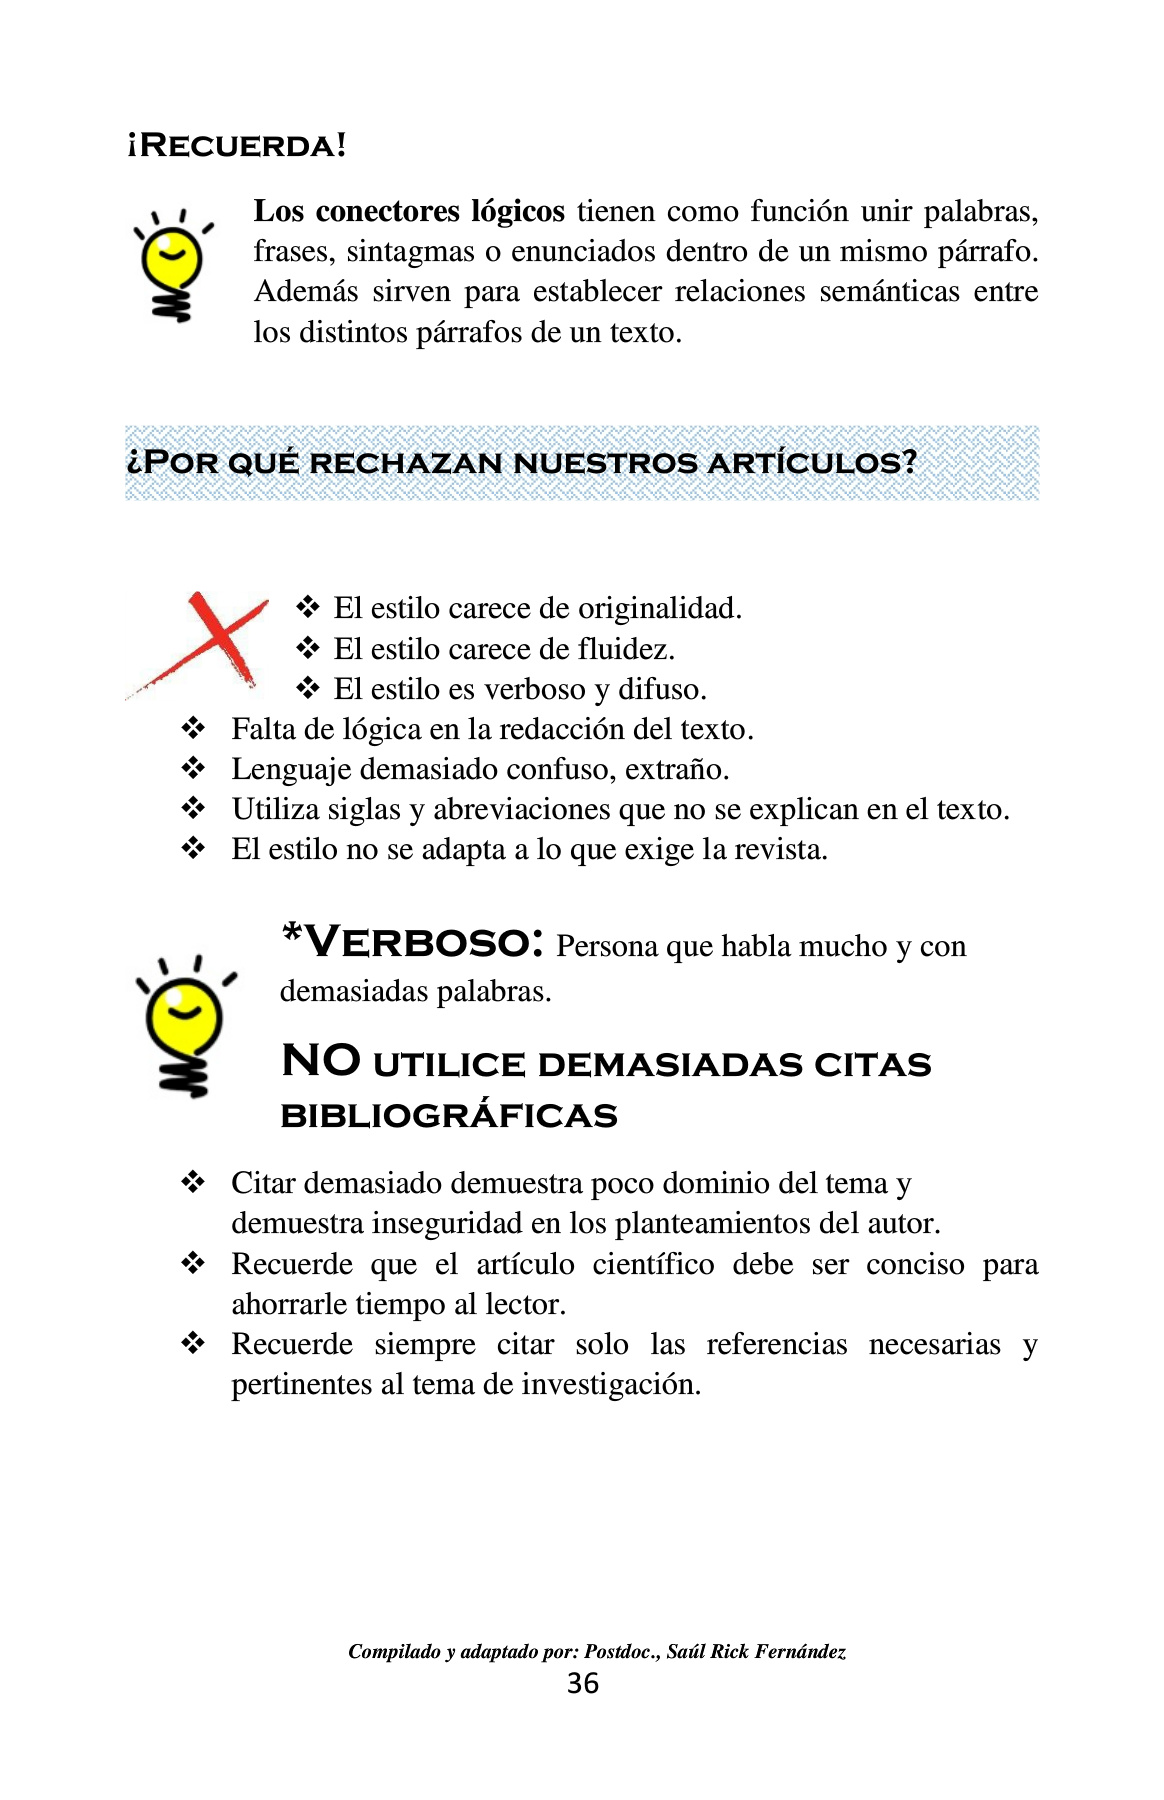 ¡RECUERDA!
Los conectores lógicos tienen como función unir palabras,
frases, sintagmas o enunciados dentro de un mismo párrafo.
Además sirven para establecer relaciones semánticas entre
los distintos párrafos de un texto.
¿POR QUÉ RECHAZAN NUESTROS ARTÍCULOS?
❖ El estilo carece de originalidad.
❖ El estilo carece de fluidez.
❖ El estilo es verboso y difuso.
❖ Falta de lógica en la redacción del texto.
❖ Lenguaje demasiado confuso, extraño.
❖ Utiliza siglas y abreviaciones que no se explican en el texto.
❖ El estilo no se adapta a lo que exige la revista.
*VERBOSO: Persona que habla mucho y con
demasiadas palabras.
NO UTILICE DEMASIADAS CITAS
BIBLIOGRÁFICAS
❖ Citar demasiado demuestra poco dominio del tema y
demuestra inseguridad en los planteamientos del autor.
❖ Recuerde que el artículo científico debe ser conciso para
ahorrarle tiempo al lector.
❖ Recuerde siempre citar solo las referencias necesarias y
pertinentes al tema de investigación.
Compilado y adaptado por: Postdoc., Saúl Rick Fernández
36